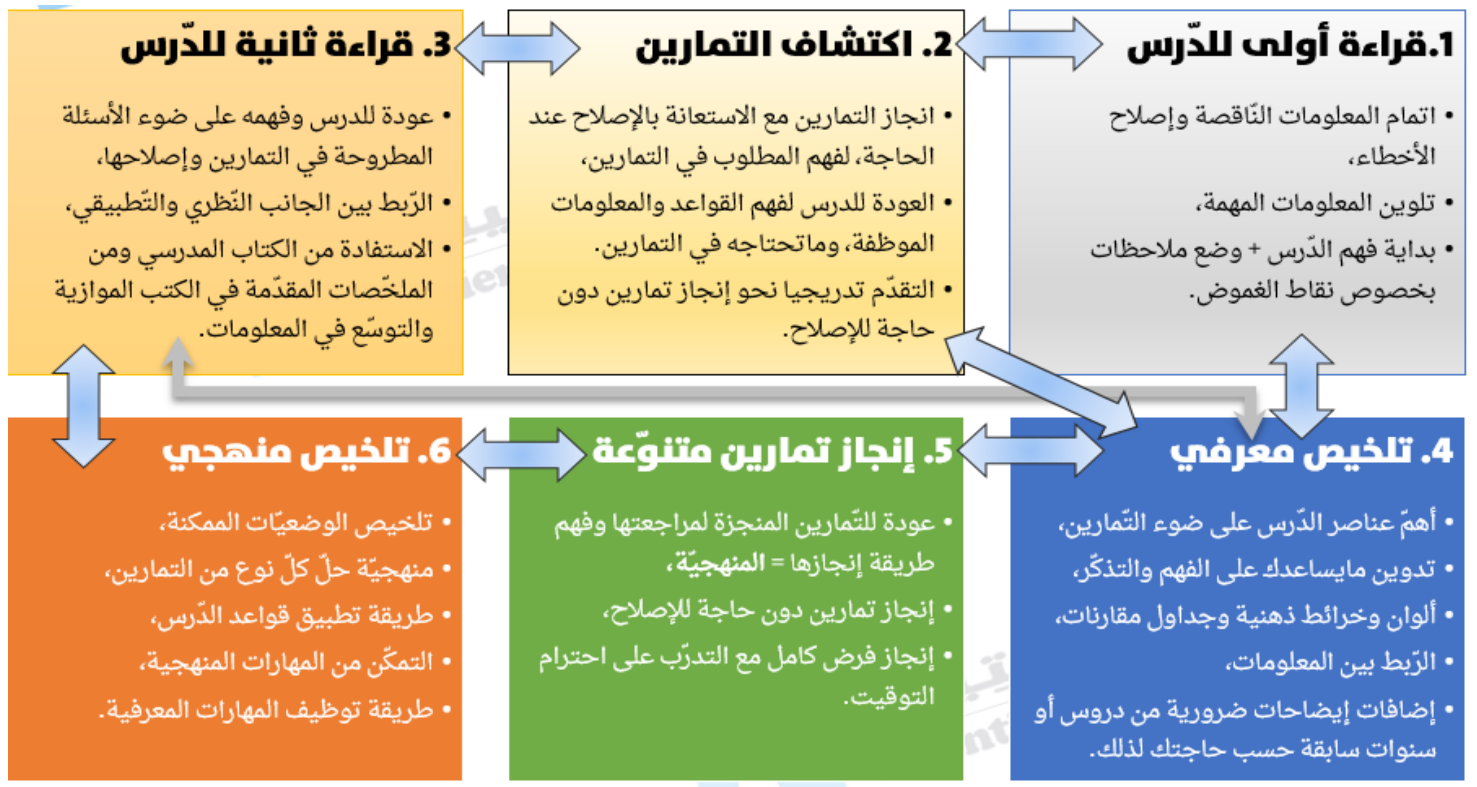 1.قراءة أولى للدّرس
• اتمام المعلومات النّاقصة وإصلاح
الأخطاء،
• تلوين المعلومات المهمة،
• بداية فهم الدّرس + وضع ملاحظات
بخصوص نقاط الغموض.
2. اكتشاف التمارين
• انجاز التمارين مع الاستعانة بالإصلاح عند
الحاجة، لفهم المطلوب في التمارين،
• العودة للدرس لفهم القواعد والمعلومات
الموظفة، وماتحتاجه في التمارين.
• التقدّم تدريجيا نحو إنجاز تمارين دون
حاجة للإصلاح.
3. قراءة ثانية للدّرس
• عودة للدرس وفهمه على ضوء الأسئلة
المطروحة في التمارين وإصلاحها،
• الرّبط بين الجانب النّظري والتّطبيقي،
• الاستفادة من الكتاب المدرسي ومن
الملخّصات المقدّمة في الكتب الموازية
والتوسّع في المعلومات.
4. تلخيص معرفي
• أهمّ عناصر الدّرس على ضوء التّمارين،
• تدوين مايساعدك على الفهم والتذكّر،
• ألوان وخرائط ذهنية وجداول مقارنات،
• الرّبط بين المعلومات،
• إضافات إيضاحات ضرورية من دروس أو
سنوات سابقة حسب حاجتك لذلك.
5. إنجاز تمارين متنوّعة
• عودة للتّمارين المنجزة لمراجعتها وفهم
طريقة إنجازها = المنهجيّة،
• إنجاز تمارين دون حاجة للإصلاح،
• إنجاز فرض كامل مع التدرّب على احترام
التوقيت.
6. تلخيص منهجي
• تلخيص الوضعيّات الممكنة،
• منهجيّة حلّ كلّ نوع من التمارين،
• طريقة تطبيق قواعد الدّرس،
• التمكّن من المهارات المنهجية،
• طريقة توظيف المهارات المعرفية.